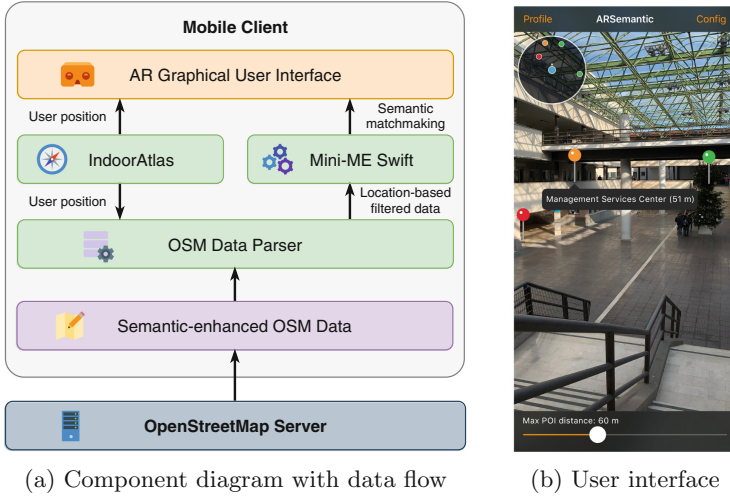 Mobile Client
AR Graphical User Interface
User position
Semantic
matchmaking
IndoorAtlas
Mini-ME Swift
User position
Location-based
filtered data
OSM Data Parser
Semantic-enhanced OSM Data
OpenStreetMap Server
(a) Component diagram with data flow
Profile
ARSemantic
Config
Management Services Center (51 m)
Max POI distance: 60 m
(b) User interface